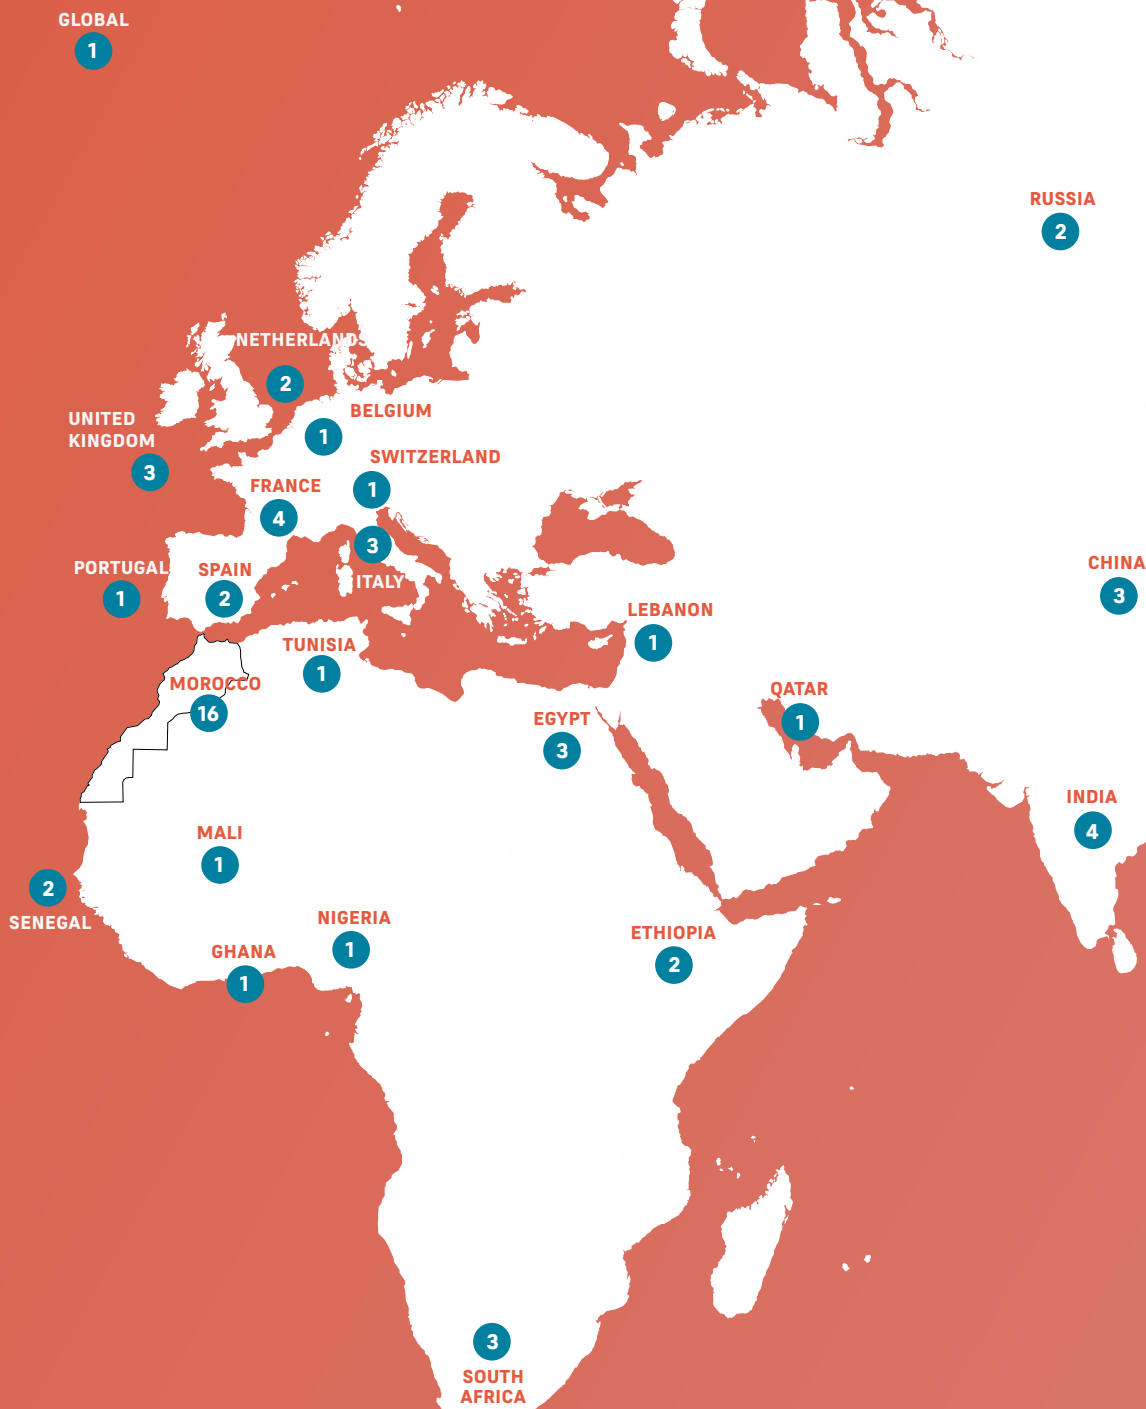 GLOBAL
1
RUSSIA
2
NETHERLANDS
2
BELGIUM
1
UNITED
KINGDOM
3
SWITZERLAND
1
FRANCE
4
3
ITALY
PORTUGAL
1
SPAIN
2
CHINA
3
LEBANON
1
TUNISIA
1
MOROCCO
16
QATAR
1
EGYPT
3
INDIA
4
MALI
1
2
SENEGAL
NIGERIA
1
GHANA
1
ETHIOPIA
2
3
SOUTH
AFRICA